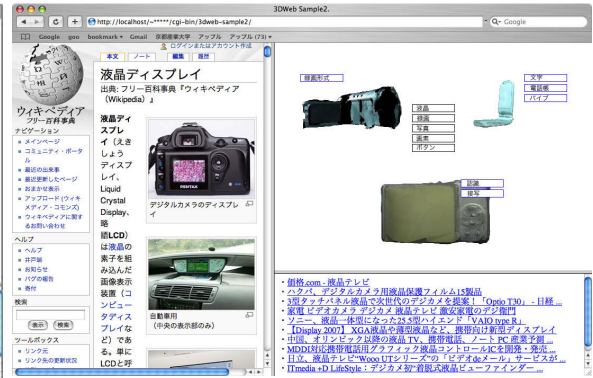 3DWeb Sample2.
http://localhost/~*****/cgi-bin/3dweb-sample2/
Google
Google goo bookmark▾ Gmail 京都産業大学 アップル アップル (73)▾
ログインまたはアカウント作成
本文 ノート 編集 履歴
液晶ディスプレイ
出典: フリー百科事典『ウィキペディア
（Wikipedia）』
ウィキペディア
フリー百科事典
ナビゲーション
メインページ
コミュニティ・ポータ
ル
最近の出来事
最近更新したページ
おまかせ表示
アップロード (ウィキ
メディア・コモンズ)
ウィキペディアに関す
るお問い合わせ
ヘルプ
ヘルプ
井戸端
お知らせ
バグの報告
寄付
検索
表示 検索
ツールボックス
リンク元
リンク先の更新状況
液晶ディ
スプレ
イ（えき
しょう
ディスプ
レイ、
Liquid
Crystal
Display、
略
語LCD）
は液晶の
素子を組
み込んだ
画像表示
装置（コ
ンピュー
タディス
プレイな
ど）であ
る。単に
LCDと呼
PENTAX
デジタルカメラのディスプレ
イ
自動車用
（中央の表示部のみ）
録画形式
液晶
録画
写真
画素
ボタン
文字
電話帳
パイプ
認識
接写
・価格.com - 液晶テレビ
・ハクバ、デジタルカメラ用液晶保護フィルム15製品
・3型タッチパネル液晶で次世代のデジカメを提案！「Optio T30」 - 日経 ...
・家電 ビデオカメラ デジカメ 液晶テレビ 激安家電のデジ衛門
・ソニー、液晶一体型になった25.5型ハイエンド「VAIO type R」
・【Display 2007】 XGA液晶や薄型液晶など、携帯向け新型ディスプレイ
・中国、オリンピック以降の液晶 TV、携帯電話、ノート PC 産業予測 ...
・MDDI対応携帯電話用グラフィック液晶コントロールICを開発・発売 ...
・日立、液晶テレビ"Wooo UTシリーズ"の「ビデオdeメール」サービスが ...
・ITmedia +D LifeStyle：デジカメ初"着脱式液晶ビューファインダー ...